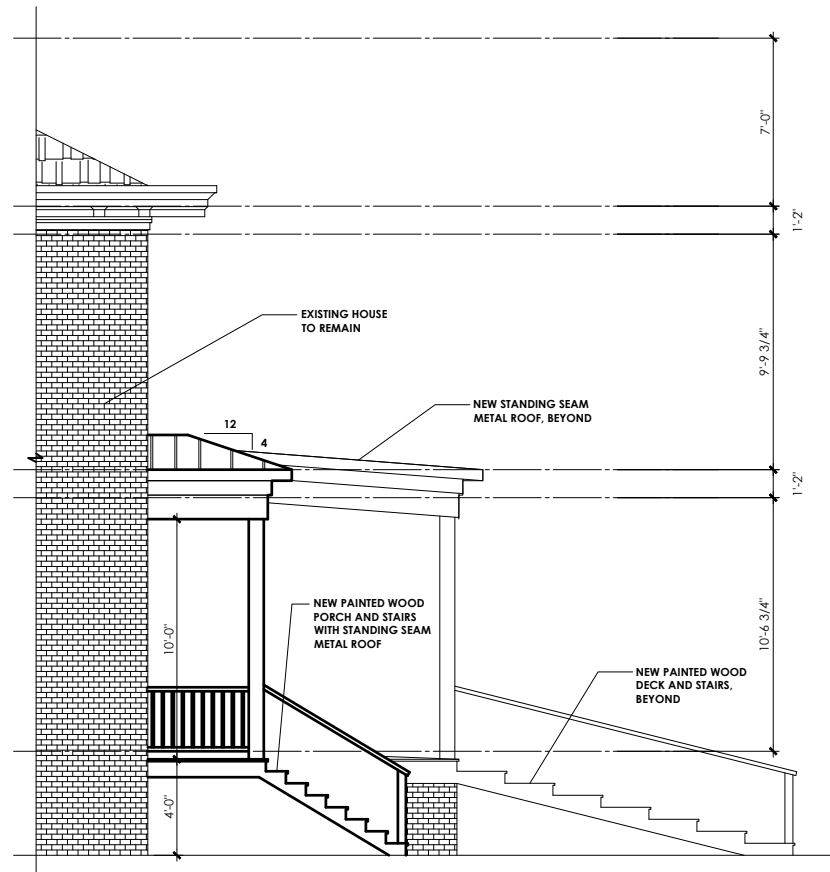 7'-0"
1'-2"
EXISTING HOUSE
TO REMAIN
9'-9 3/4"
NEW STANDING SEAM
METAL ROOF, BEYOND
12
4
1'-2"
NEW PAINTED WOOD
PORCH AND STAIRS
WITH STANDING SEAM
METAL ROOF
10'-0"
10'-6 3/4"
NEW PAINTED WOOD
DECK AND STAIRS,
BEYOND
4'-0"